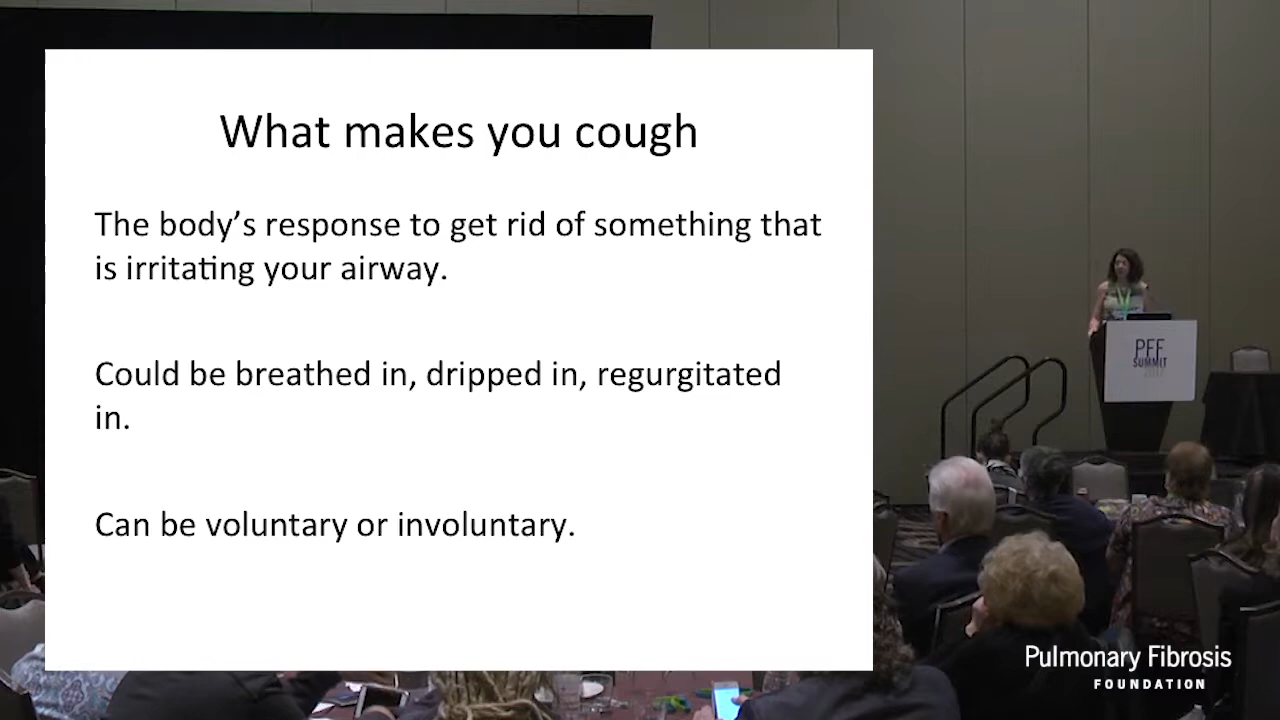 What makes you cough
The body’s response to get rid of something that
is irritating your airway.
Could be breathed in, dripped in, regurgitated
in.
Can be voluntary or involuntary.
PFF
SUMMIT
Pulmonary Fibrosis
FOUNDATION